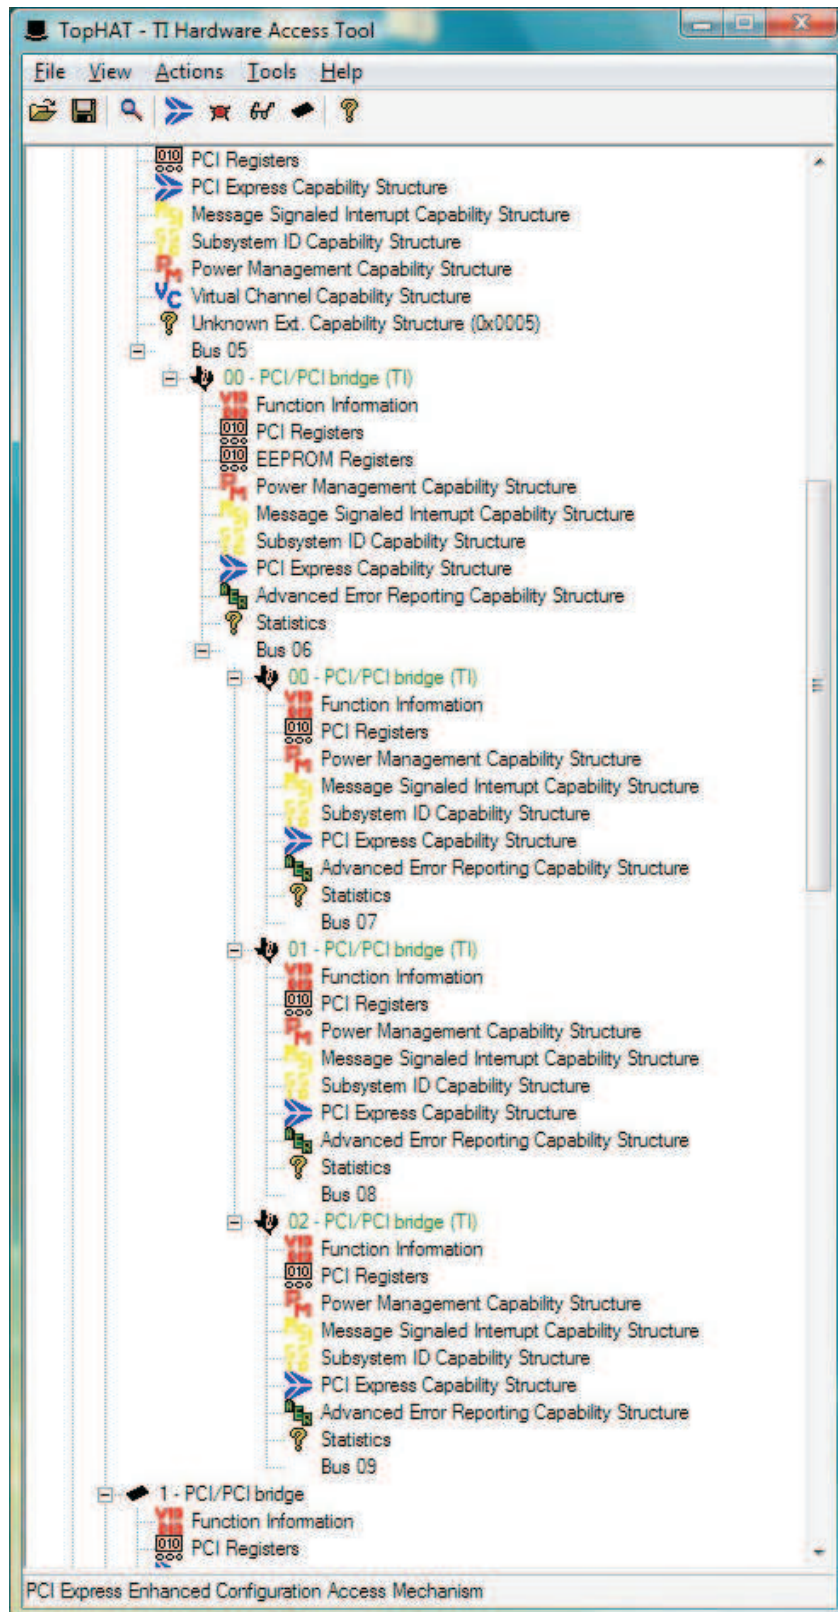 TopHAT - TI Hardware Access Tool
File View Actions Tools Help
PCI Registers
PCI Express Capability Structure
Message Signaled Interrupt Capability Structure
Subsystem ID Capability Structure
Power Management Capability Structure
Virtual Channel Capability Structure
Unknown Ext. Capability Structure (0x0005)
Bus 05
00 - PCI/PCI bridge (TI)
Function Information
PCI Registers
EEPROM Registers
Power Management Capability Structure
Message Signaled Interrupt Capability Structure
Subsystem ID Capability Structure
PCI Express Capability Structure
Advanced Error Reporting Capability Structure
Statistics
Bus 06
00 - PCI/PCI bridge (TI)
Function Information
PCI Registers
Power Management Capability Structure
Message Signaled Interrupt Capability Structure
Subsystem ID Capability Structure
PCI Express Capability Structure
Advanced Error Reporting Capability Structure
Statistics
Bus 07
01 - PCI/PCI bridge (TI)
Function Information
PCI Registers
Power Management Capability Structure
Message Signaled Interrupt Capability Structure
Subsystem ID Capability Structure
PCI Express Capability Structure
Advanced Error Reporting Capability Structure
Statistics
Bus 08
02 - PCI/PCI bridge (TI)
Function Information
PCI Registers
Power Management Capability Structure
Message Signaled Interrupt Capability Structure
Subsystem ID Capability Structure
PCI Express Capability Structure
Advanced Error Reporting Capability Structure
Statistics
Bus 09
1 - PCI/PCI bridge
Function Information
PCI Registers
PCI Express Enhanced Configuration Access Mechanism